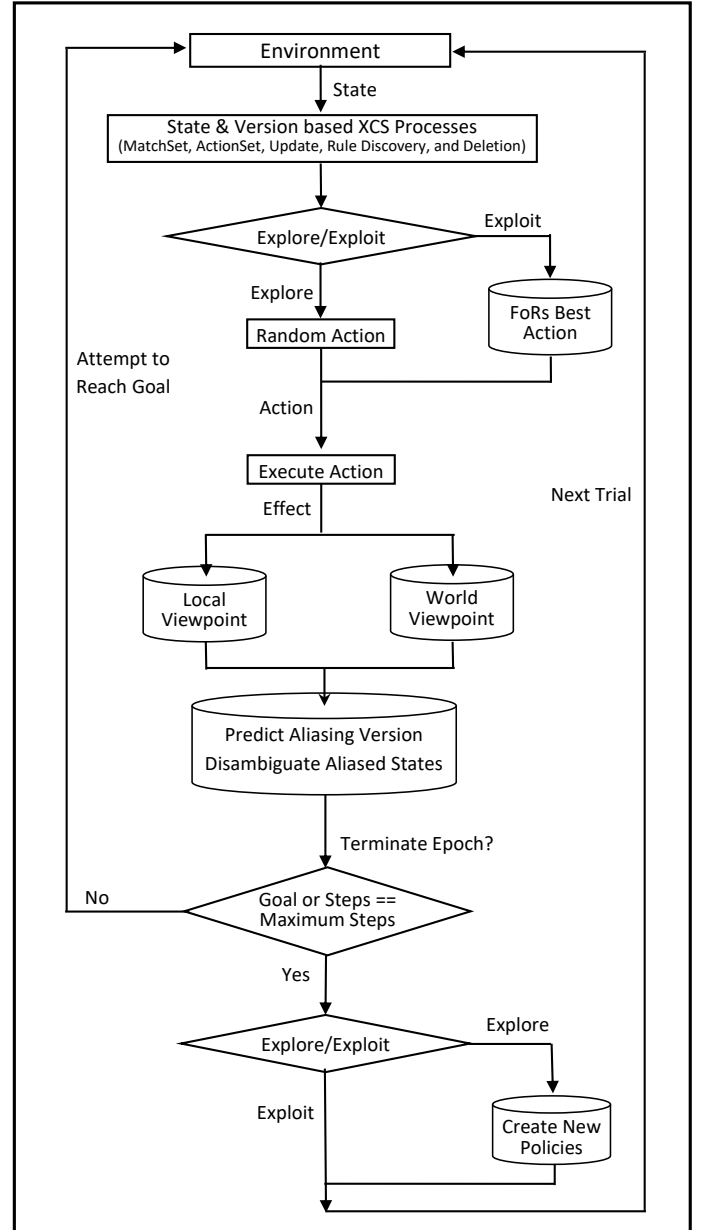 Environment
State
State & Version based XCS Processes
(MatchSet, ActionSet, Update, Rule Discovery, and Deletion)
Exploit
Explore/Exploit
Explore
FoRs Best
Action
Random Action
Attempt to
Reach Goal
Action
Execute Action
Next Trial
Effect
Local
Viewpoint
World
Viewpoint
Predict Aliasing Version
Disambiguate Aliased States
Terminate Epoch?
No
Goal or Steps ==
Maximum Steps
Yes
Explore
Explore/Exploit
Exploit
Create New
Policies